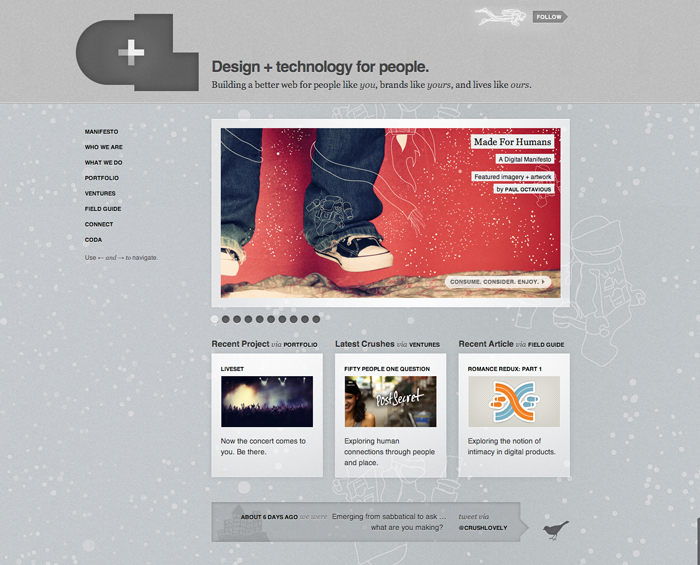 FOLLOW
Design + technology for people.
Building a better web for people like you, brands like yours, and lives like ours.
MANIFESTO
WHO WE ARE
WHAT WE DO
PORTFOLIO
VENTURES
FIELD GUIDE
CONNECT
CODA
Use ← and → to navigate.
Made For Humans
A Digital Manifesto
Featured imagery + artwork
by PAUL OCTAVIOUS
CONSUME. CONSIDER. ENJOY.
Recent Project via PORTFOLIO
LIVESET
Now the concert comes to
you. Be there.
Latest Crushes via VENTURES
FIFTY PEOPLE ONE QUESTION
PostSecret
Exploring human
connections through people
and place.
Recent Article via FIELD GUIDE
ROMANCE REDUX: PART 1
Exploring the notion of
intimacy in digital products.
ABOUT 6 DAYS AGO we were Emerging from sabbatical to ask ...
what are you making?
tweet via
@CRUSHLOVELY